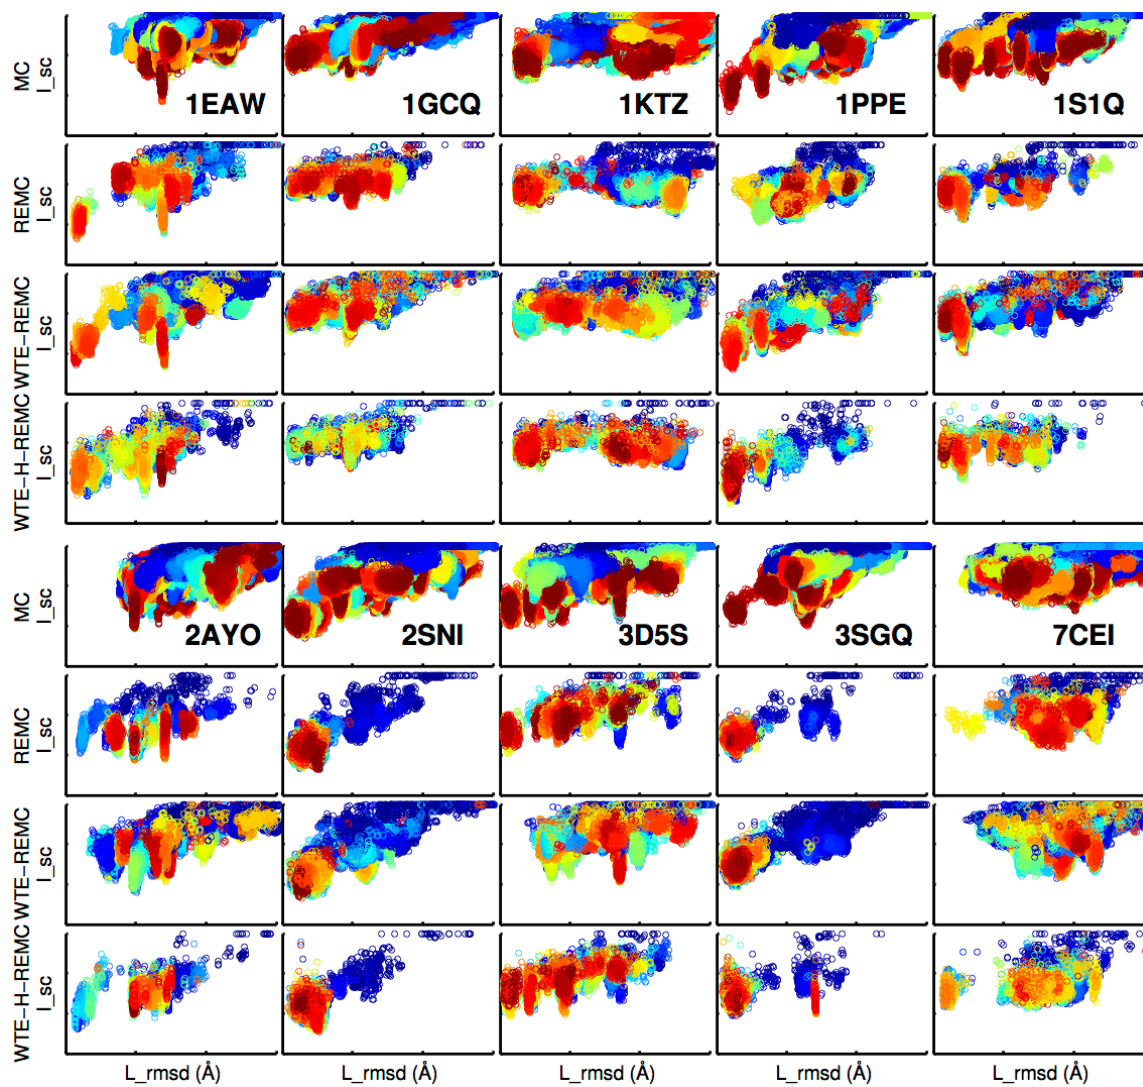 MC
I_sc
1EAW
1GCQ
1KTZ
1PPE
1S1Q
REMC
I_sc
WTE-REMC
I_sc
WTE-H-REMC
I_sc
MC
I_sc
2AYO
2SNI
3D5S
3SGQ
7CEI
REMC
I_sc
WTE-REMC
I_sc
WTE-H-REMC
I_sc
L_rmsd (Å)
L_rmsd (Å)
L_rmsd (Å)
L_rmsd (Å)
L_rmsd (Å)